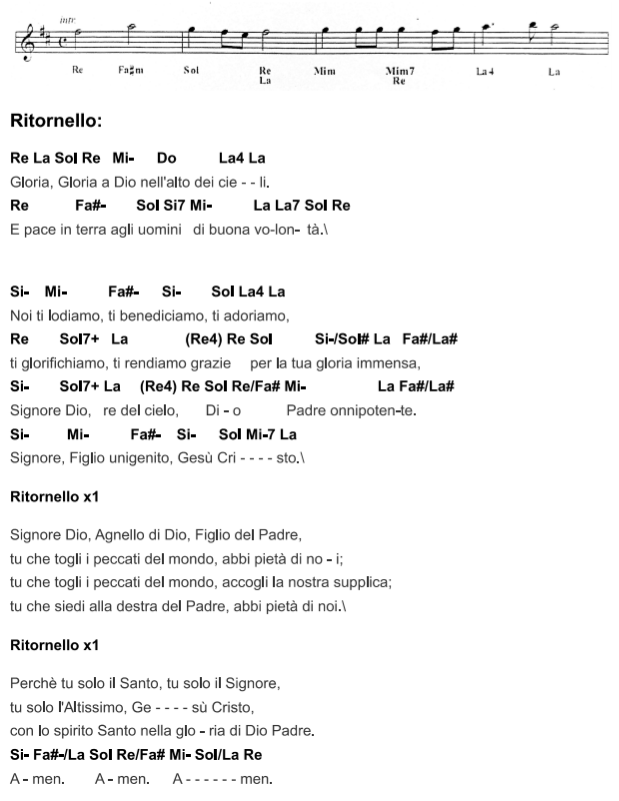 intr.
Re Fa#m Sol Re Mim Mim7 La4 La
La Re
Ritornello:
Re La Sol Re Mi- Do La4 La
Gloria, Gloria a Dio nell'alto dei cie - - li.
Re Fa#- Sol Si7 Mi- La La7 Sol Re
E pace in terra agli uomini di buona vo-lon- tà.\
Si- Mi- Fa#- Si- Sol La4 La
Noi ti lodiamo, ti benediciamo, ti adoriamo,
Re Sol7+ La (Re4) Re Sol Si-/Sol# La Fa#/La#
ti glorifichiamo, ti rendiamo grazie per la tua gloria immensa,
Si- Sol7+ La (Re4) Re Sol Re/Fa# Mi- La Fa#/La#
Signore Dio, re del cielo, Di - o Padre onnipoten-te.
Si- Mi- Fa#- Si- Sol Mi-7 La
Signore, Figlio unigenito, Gesù Cri - - - - sto.\
Ritornello x1
Signore Dio, Agnello di Dio, Figlio del Padre,
tu che togli i peccati del mondo, abbi pietà di no - i;
tu che togli i peccati del mondo, accogli la nostra supplica;
tu che siedi alla destra del Padre, abbi pietà di noi.\
Ritornello x1
Perchè tu solo il Santo, tu solo il Signore,
tu solo l'Altissimo, Ge - - - - sù Cristo,
con lo spirito Santo nella glo - ria di Dio Padre.
Si- Fa#-/La Sol Re/Fa# Mi- Sol/La Re
A - men. A - men. A - - - - - - men.